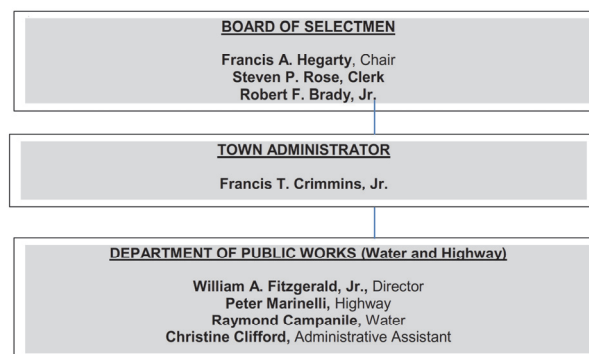 BOARD OF SELECTMEN
Francis A. Hegarty, Chair
Steven P. Rose, Clerk
Robert F. Brady, Jr.
TOWN ADMINISTRATOR
Francis T. Crimmins, Jr.
DEPARTMENT OF PUBLIC WORKS (Water and Highway)
William A. Fitzgerald, Jr., Director
Peter Marinelli, Highway
Raymond Campanile, Water
Christine Clifford, Administrative Assistant